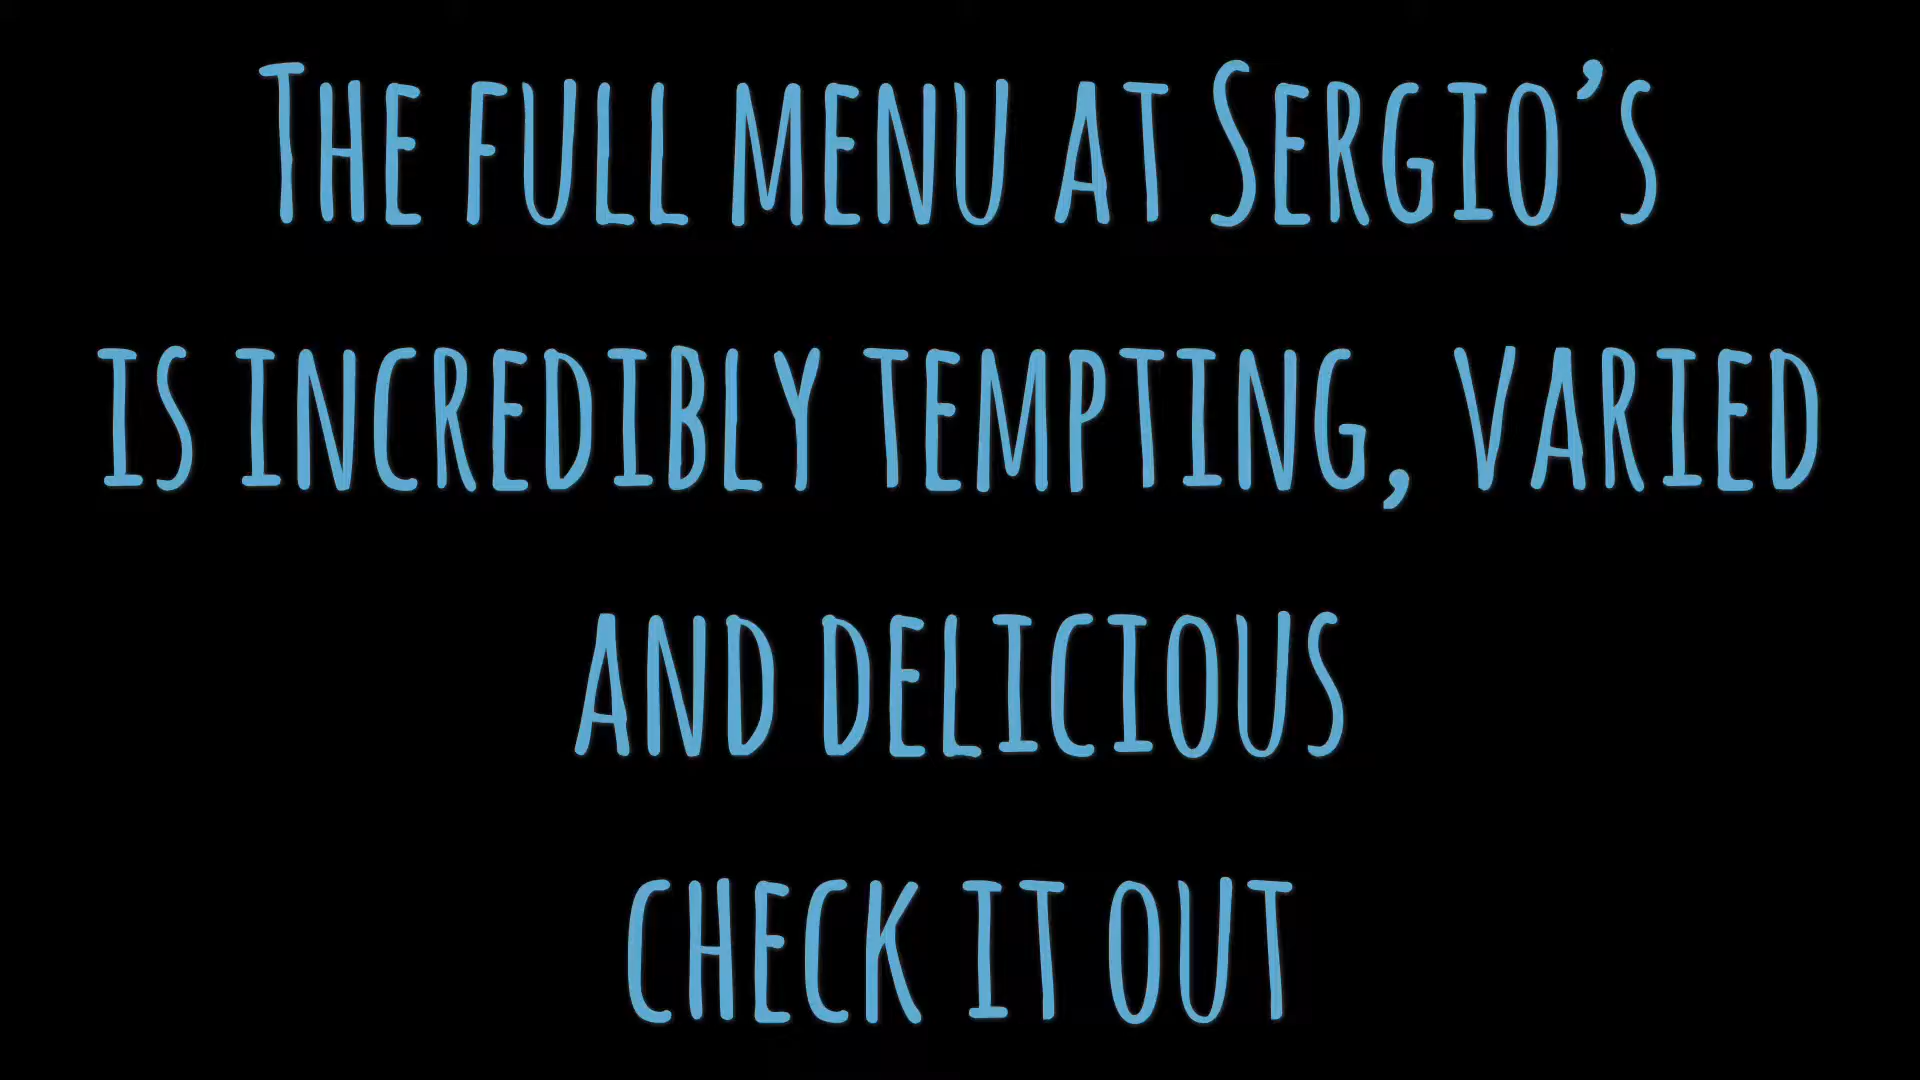 The full menu at Sergio’s
is incredibly tempting, varied
and delicious
check it out